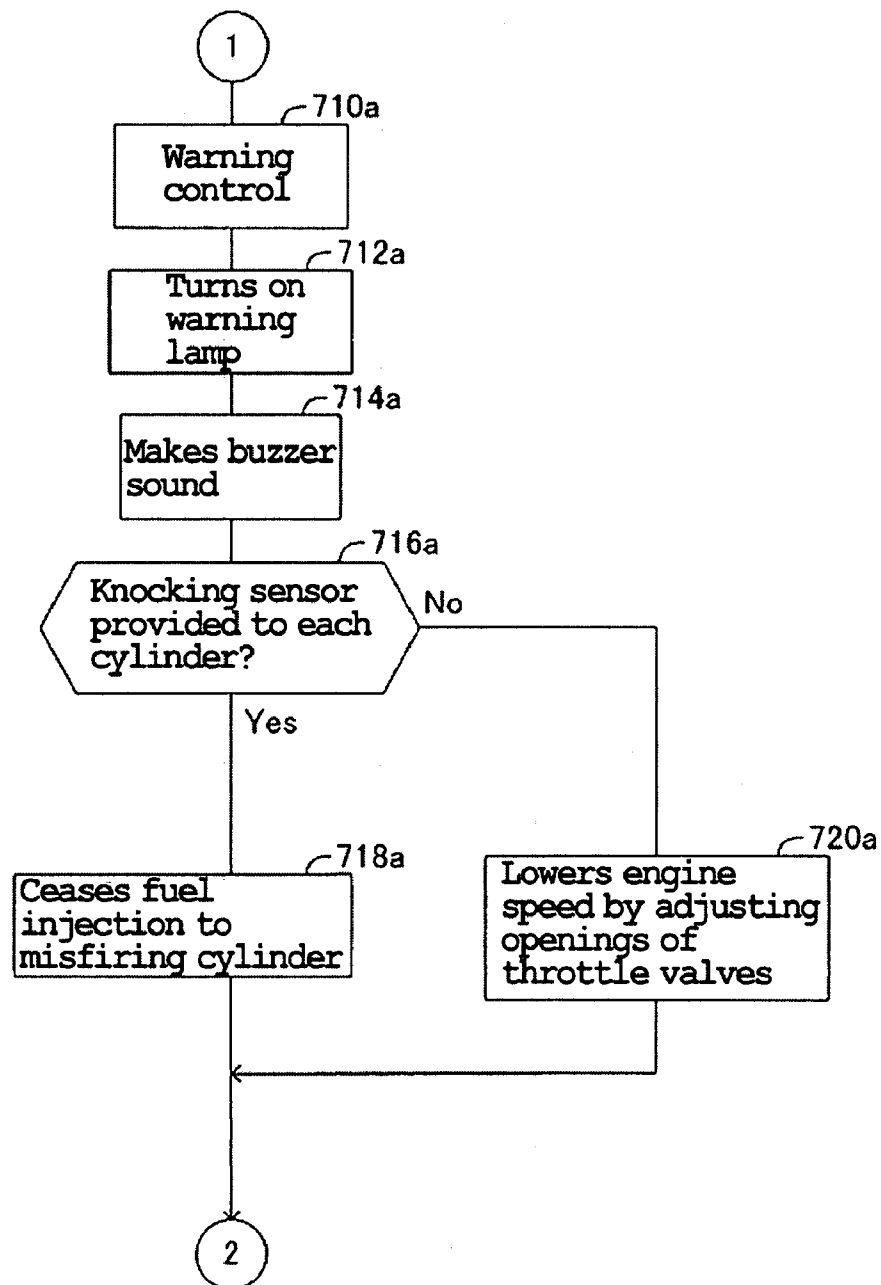 1
710a
Warning
control
712a
Turns on
warning
lamp
714a
Makes buzzer
sound
716a
Knocking sensor
provided to each
cylinder?
No
Yes
718a
Ceases fuel
injection to
misfiring cylinder
720a
Lowers engine
speed by adjusting
openings of
throttle valves
2